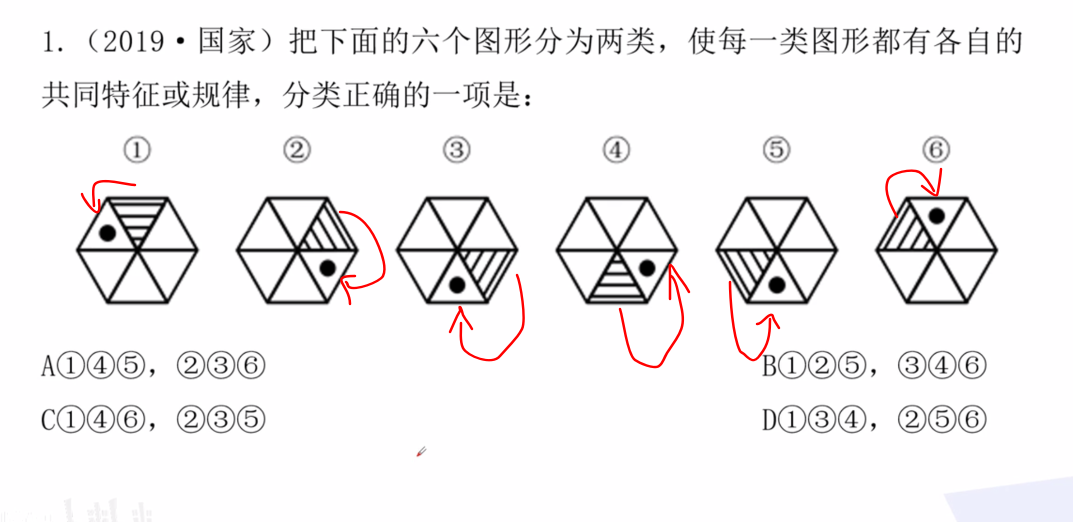 1.（2019·国家）把下面的六个图形分为两类，使每一类图形都有各自的
共同特征或规律，分类正确的一项是：
① ② ③ ④ ⑤ ⑥
A①④⑤，②③⑥ B①②⑤，③④⑥
C①④⑥，②③⑤ D①③④，②⑤⑥